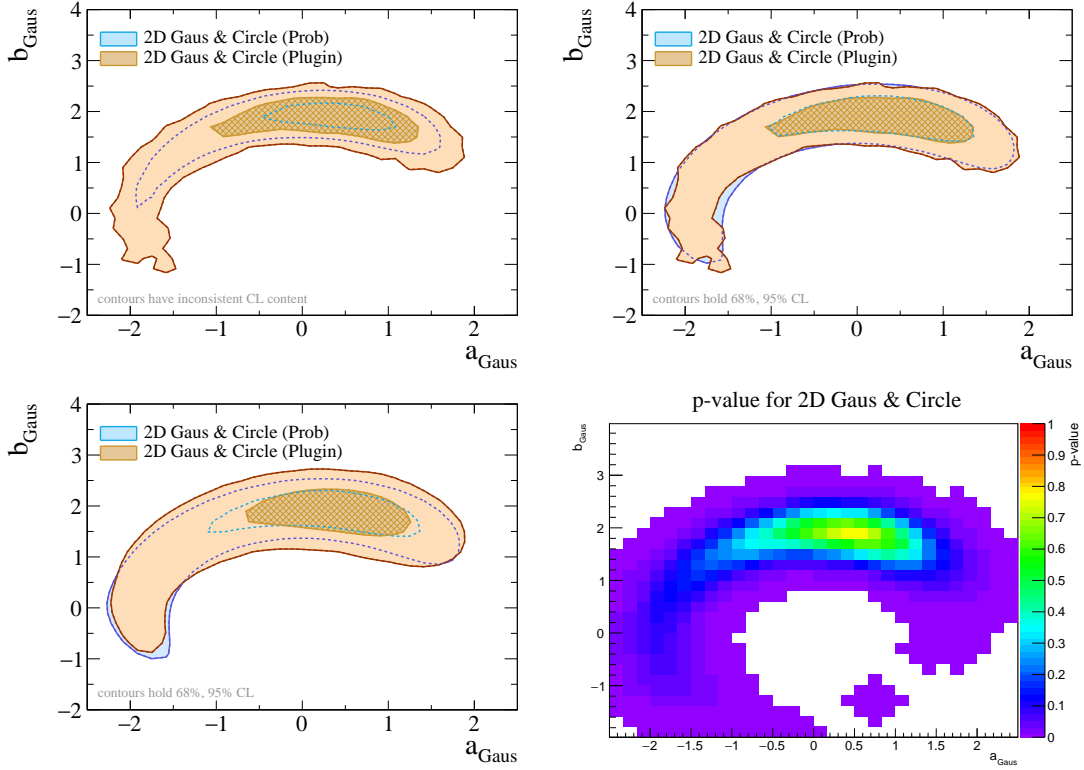 b_Gaus
4
3
2
1
0
−1
−2
2D Gaus & Circle (Prob)
2D Gaus & Circle (Plugin)
contours have inconsistent CL content
−2 −1 0 1 2
a_Gaus
b_Gaus
4
3
2
1
0
−1
−2
2D Gaus & Circle (Prob)
2D Gaus & Circle (Plugin)
contours hold 68%, 95% CL
−2 −1 0 1 2
a_Gaus
b_Gaus
4
3
2
1
0
−1
−2
2D Gaus & Circle (Prob)
2D Gaus & Circle (Plugin)
contours hold 68%, 95% CL
−2 −1 0 1 2
a_Gaus
p-value for 2D Gaus & Circle
b_Gaus
3
2
1
0
−1
−2 −1.5 −1 −0.5 0 0.5 1 1.5 2
a_Gaus
1
0.9
0.8
0.7
0.6
0.5
0.4
0.3
0.2
0.1
0
p-value